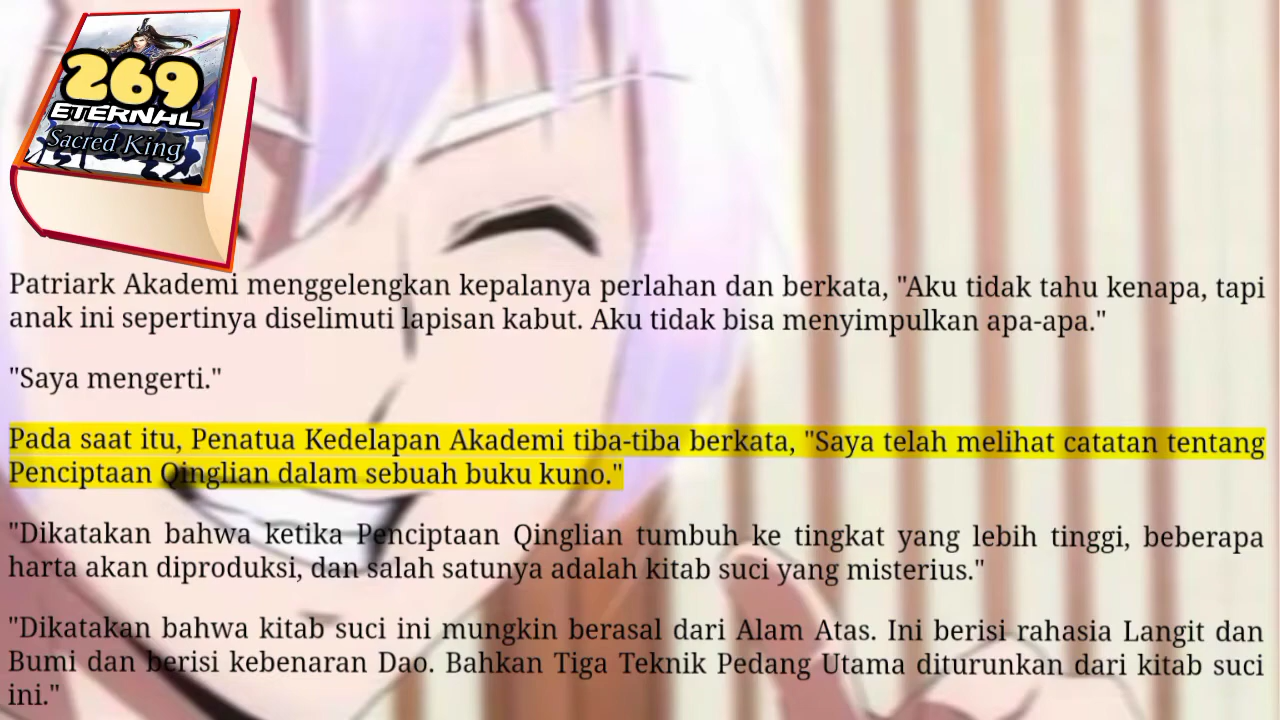 269
ETERNAL
Sacred King
Patriark Akademi menggelengkan kepalanya perlahan dan berkata, "Aku tidak tahu kenapa, tapi
anak ini sepertinya diselimuti lapisan kabut. Aku tidak bisa menyimpulkan apa-apa."
"Saya mengerti."
Pada saat itu, Penatua Kedelapan Akademi tiba-tiba berkata, "Saya telah melihat catatan tentang
Penciptaan Qinglian dalam sebuah buku kuno."
"Dikatakan bahwa ketika Penciptaan Qinglian tumbuh ke tingkat yang lebih tinggi, beberapa
harta akan diproduksi, dan salah satunya adalah kitab suci yang misterius."
"Dikatakan bahwa kitab suci ini mungkin berasal dari Alam Atas. Ini berisi rahasia Langit dan
Bumi dan berisi kebenaran Dao. Bahkan Tiga Teknik Pedang Utama diturunkan dari kitab suci
ini."